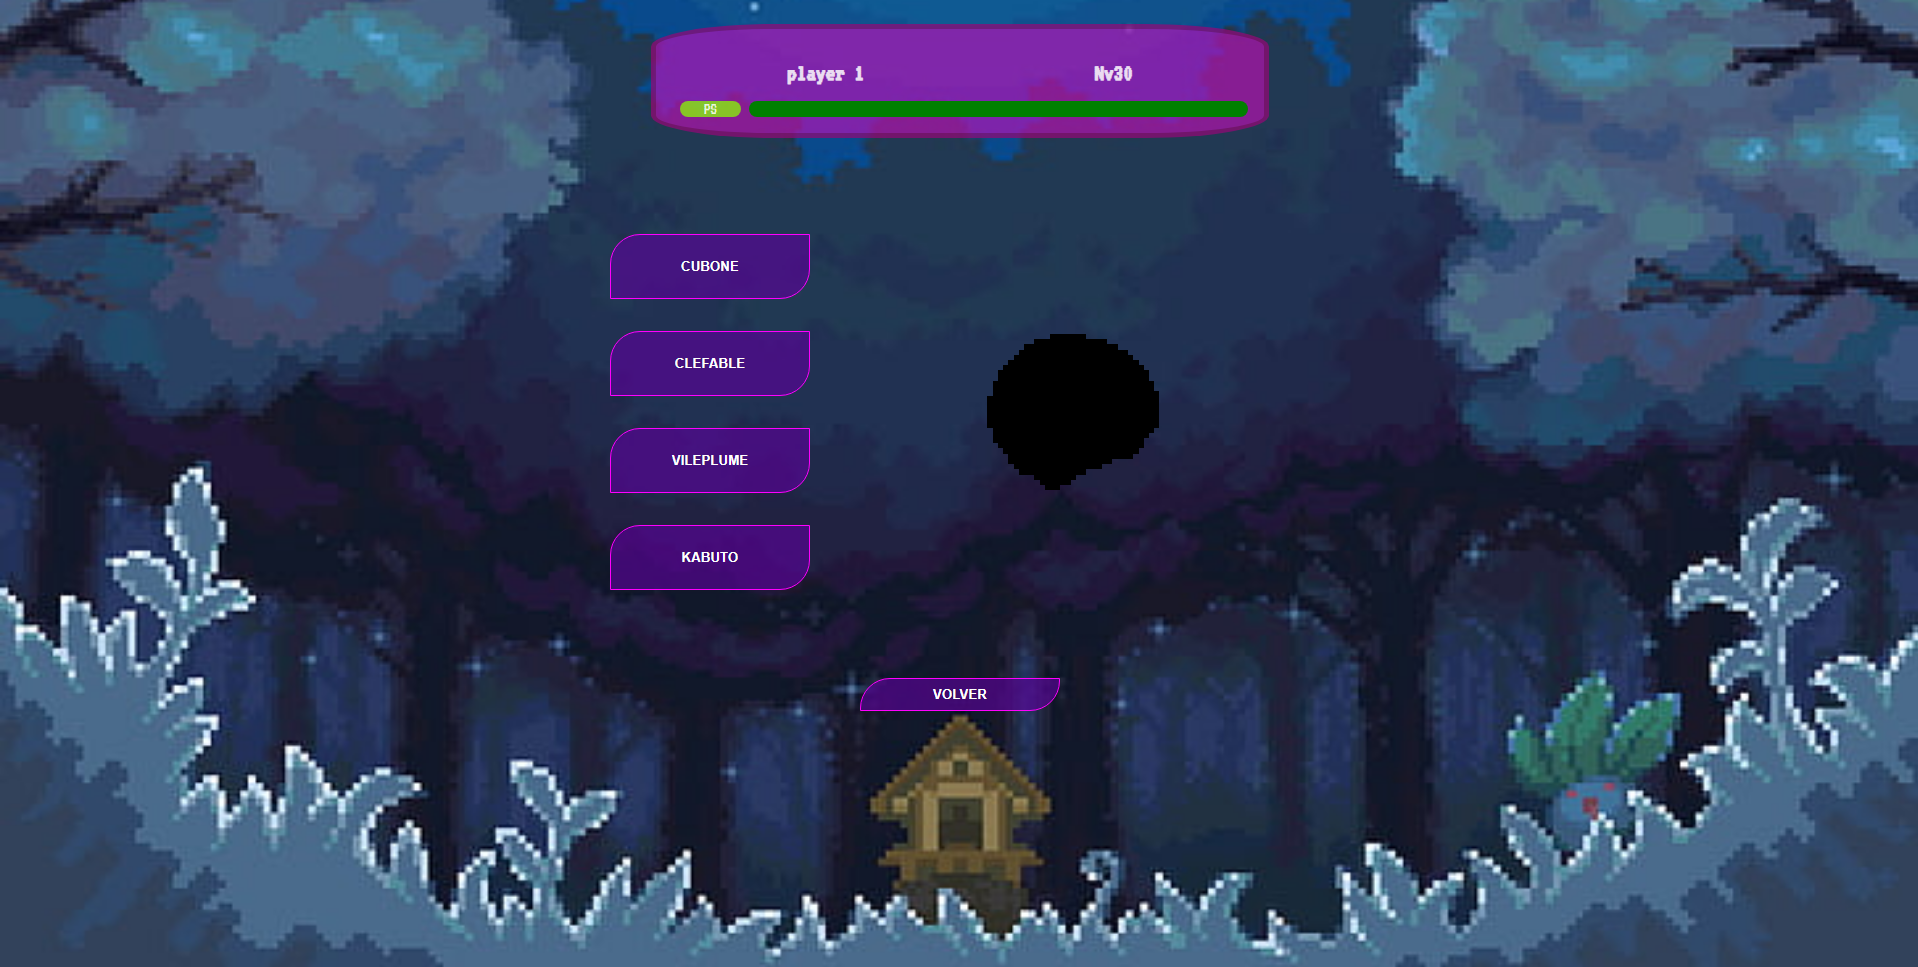 player 1 Nv30
PS
CUBONE
CLEFABLE
VILEPLUME
KABUTO
VOLVER